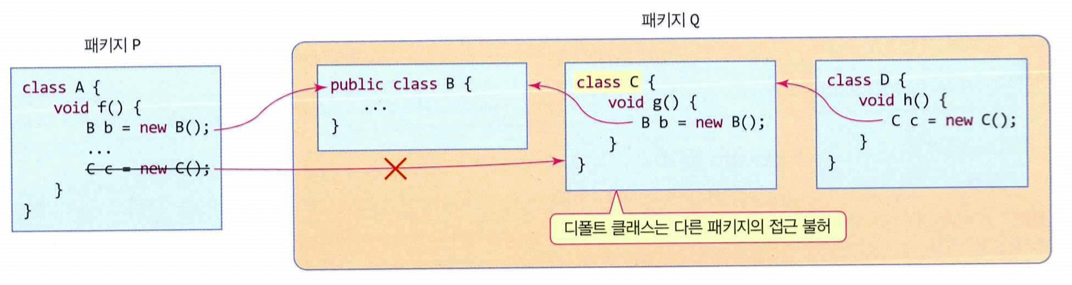 패키지 P
class A {
void f() {
B b = new B();
...
C c = new C();
}
}
패키지 Q
public class B {
...
}
class C {
void g() {
B b = new B();
}
}
class D {
void h() {
C c = new C();
}
}
디폴트 클래스는 다른 패키지의 접근 불허